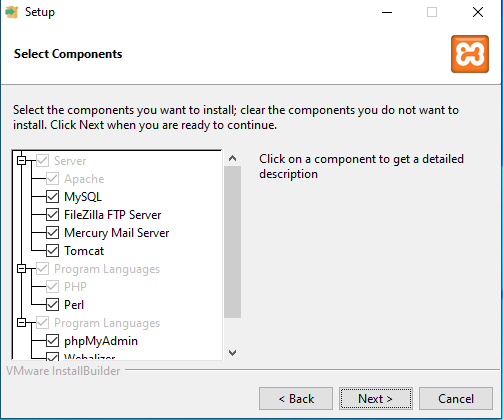 Setup
Select Components
Select the components you want to install; clear the components you do not want to
install. Click Next when you are ready to continue.
Server
Apache
MySQL
FileZilla FTP Server
Mercury Mail Server
Tomcat
Program Languages
PHP
Perl
Program Languages
phpMyAdmin
Webalizer
Click on a component to get a detailed
description
VMware InstallBuilder
< Back
Next >
Cancel